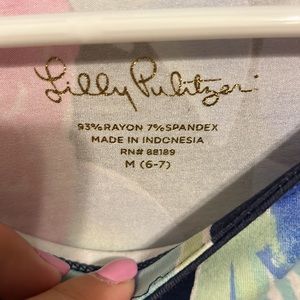 Lilly Pulitzer
93% RAYON 7% SPANDEX
MADE IN INDONESIA
RN# 88189
M (6-7)